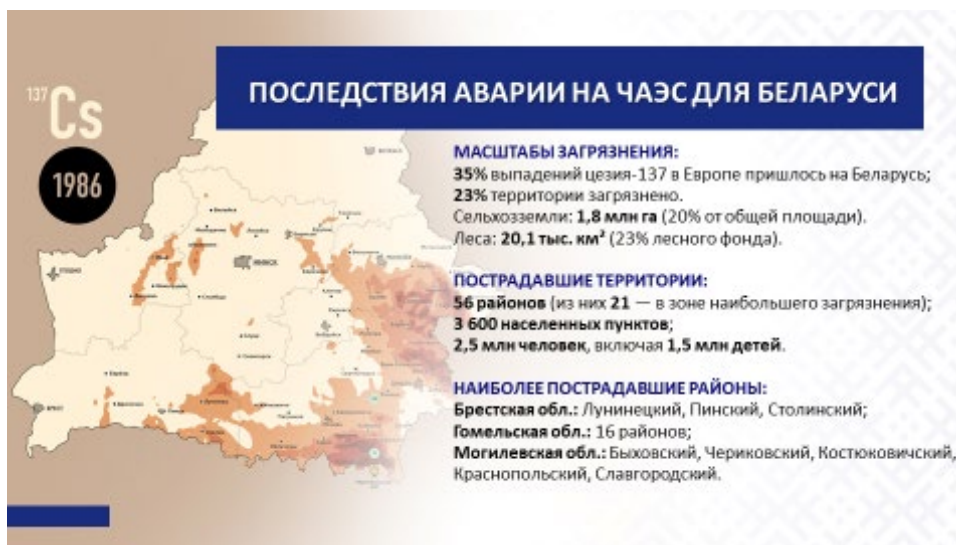 ПОСЛЕДСТВИЯ АВАРИИ НА ЧАЭС ДЛЯ БЕЛАРУСИ
137
Cs
1986
МАСШТАБЫ ЗАГРЯЗНЕНИЯ:
35% выпадений цезия-137 в Европе пришлось на Беларусь;
23% территории загрязнено.
Сельхозземли: 1,8 млн га (20% от общей площади).
Леса: 20,1 тыс. км² (23% лесного фонда).
ПОСТРАДАВШИЕ ТЕРРИТОРИИ:
56 районов (из них 21 — в зоне наибольшего загрязнения);
3 600 населенных пунктов;
2,5 млн человек, включая 1,5 млн детей.
НАИБОЛЕЕ ПОСТРАДАВШИЕ РАЙОНЫ:
Брестская обл.: Лунинецкий, Пинский, Столинский;
Гомельская обл.: 16 районов;
Могилевская обл.: Быховский, Чериковский, Костюковичский,
Краснопольский, Славгородский.
МИНСК
БРЕСТ